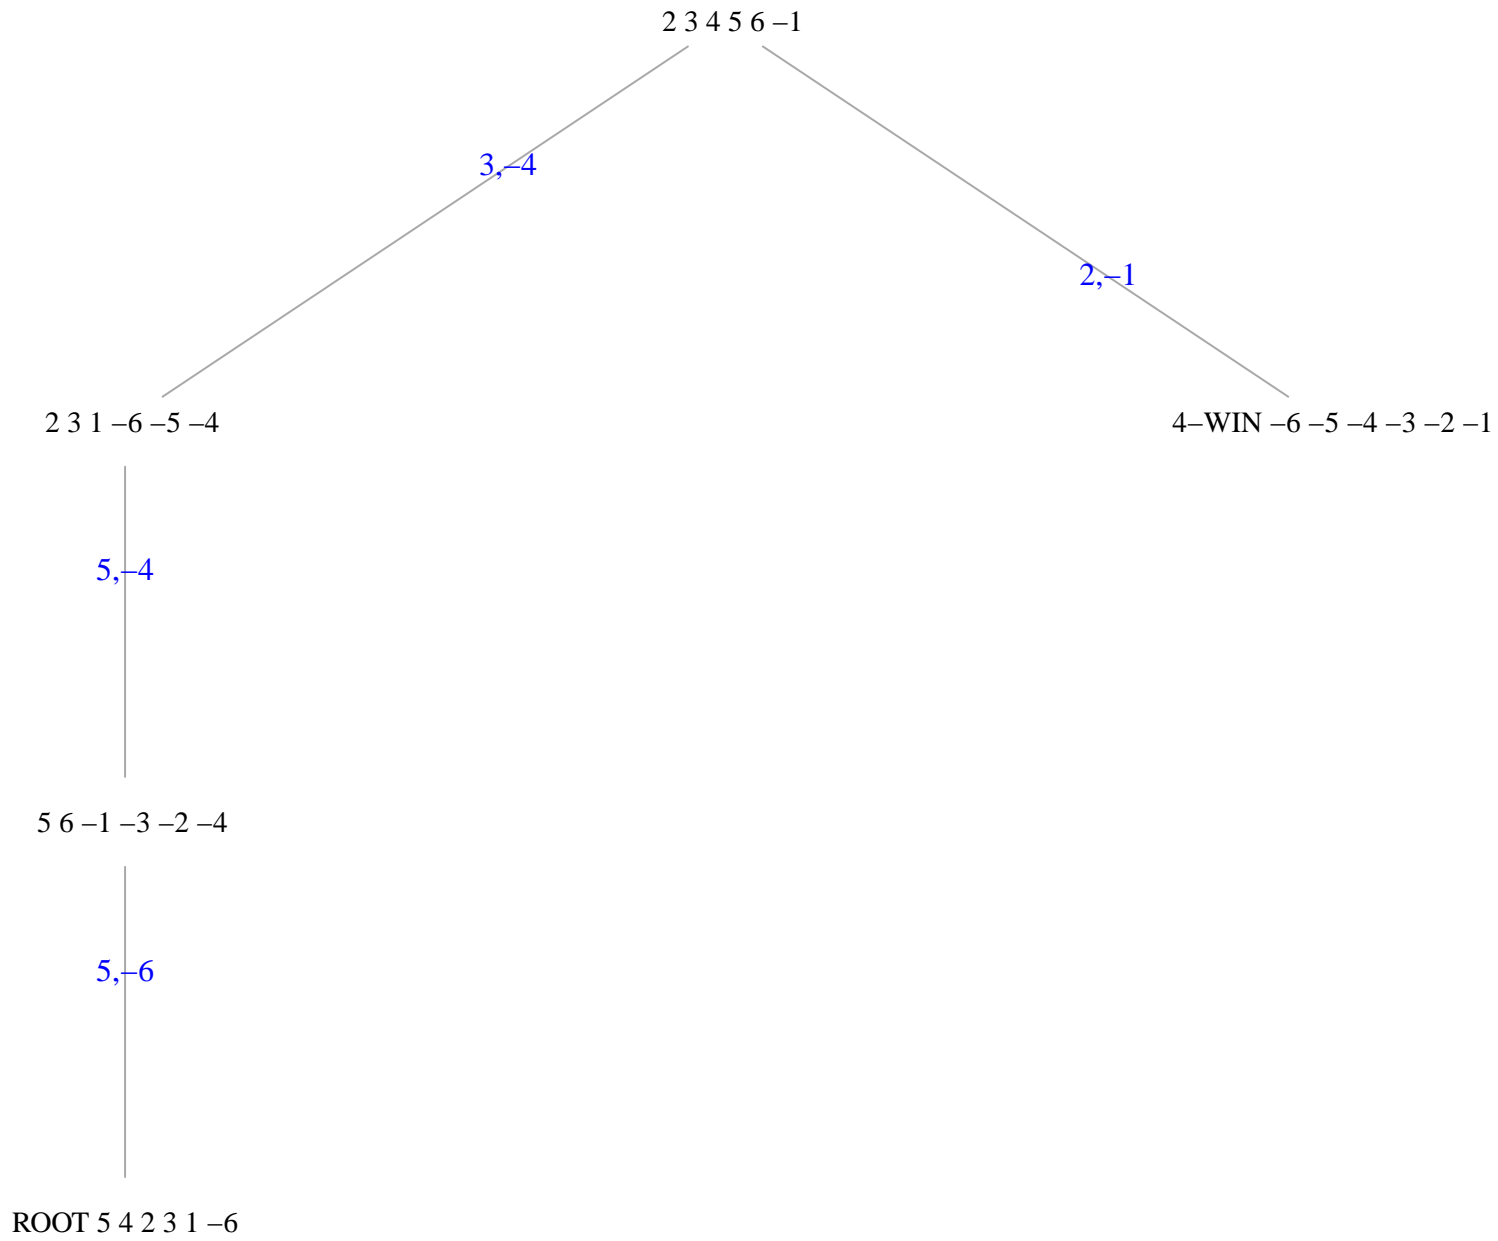 2 3 4 5 6 –1
3,–4
2,–1
2 3 1 –6 –5 –4
4–WIN –6 –5 –4 –3 –2 –1
5,–4
5 6 –1 –3 –2 –4
5,–6
ROOT 5 4 2 3 1 –6